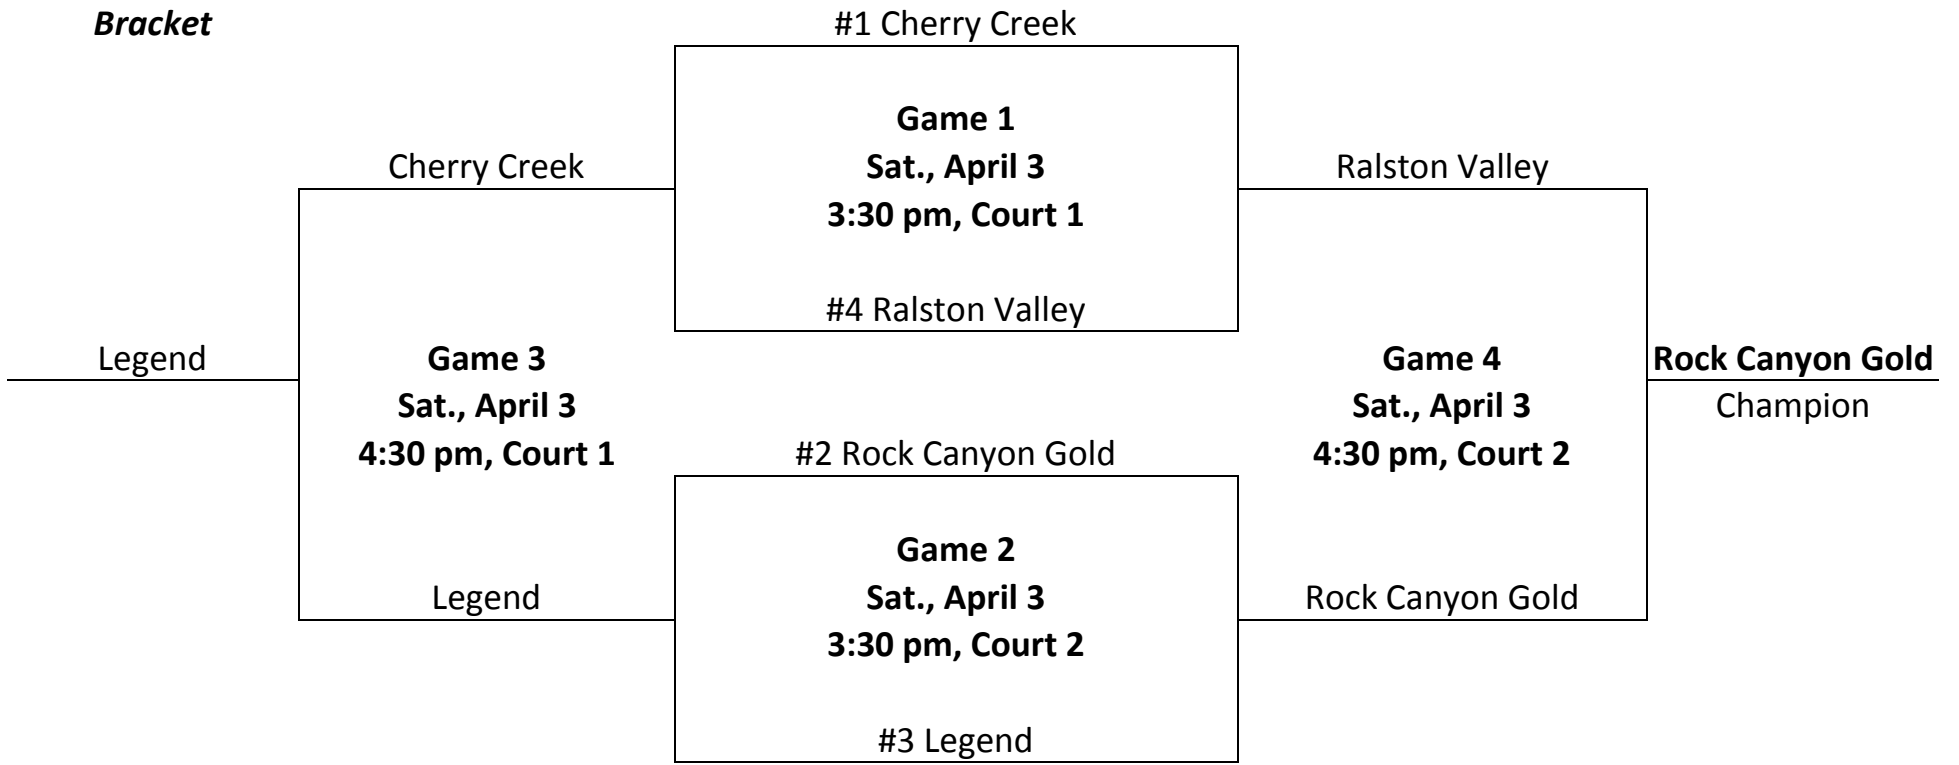 Bracket
#1 Cherry Creek
Game 1
Cherry Creek
Sat., April 3
Ralston Valley
3:30 pm, Court 1
#4 Ralston Valley
Legend
Game 3
Game 4
Rock Canyon Gold
Sat., April 3
Sat., April 3
Champion
4:30 pm, Court 1
#2 Rock Canyon Gold
4:30 pm, Court 2
Game 2
Legend
Sat., April 3
Rock Canyon Gold
3:30 pm, Court 2
#3 Legend